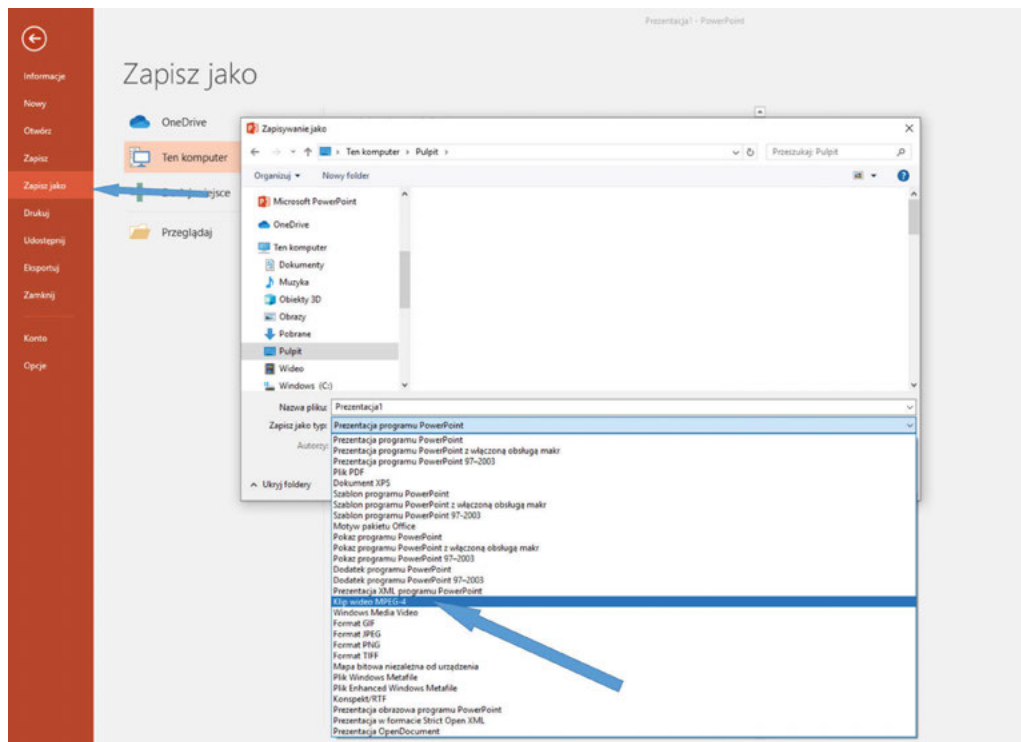 Prezentacja1 - PowerPoint
Informacje
Nowy
Otwórz
Zapisz
Zapisz jako
Drukuj
Udostępnij
Eksportuj
Zamknij
Konto
Opcje
Zapisz jako
OneDrive
Ten komputer
Przeglądaj
Zapisywanie jako
Ten komputer › Pulpit ›
Przeszukaj: Pulpit
Organizuj
Nowy folder
Microsoft PowerPoint
OneDrive
Ten komputer
Dokumenty
Muzyka
Obiekty 3D
Obrazy
Pobrane
Pulpit
Wideo
Windows (C:)
Nazwa pliku: Prezentacja1
Zapisz jako typ: Prezentacja programu PowerPoint
Autorzy:
Ukryj foldery
Prezentacja programu PowerPoint
Prezentacja programu PowerPoint z włączoną obsługą makr
Prezentacja programu PowerPoint 97–2003
Plik PDF
Dokument XPS
Szablon programu PowerPoint
Szablon programu PowerPoint z włączoną obsługą makr
Szablon programu PowerPoint 97-2003
Motyw pakietu Office
Pokaz programu PowerPoint
Pokaz programu PowerPoint z włączoną obsługą makr
Pokaz programu PowerPoint 97–2003
Dodatek programu PowerPoint
Dodatek programu PowerPoint 97–2003
Prezentacja XML programu PowerPoint
Klip wideo MPEG-4
Windows Media Video
Format GIF
Format JPEG
Format PNG
Format TIFF
Mapa bitowa niezależna od urządzenia
Plik Windows Metafile
Plik Enhanced Windows Metafile
Konspekt/RTF
Prezentacja obrazowa programu PowerPoint
Prezentacja w formacie Strict Open XML
Prezentacja OpenDocument